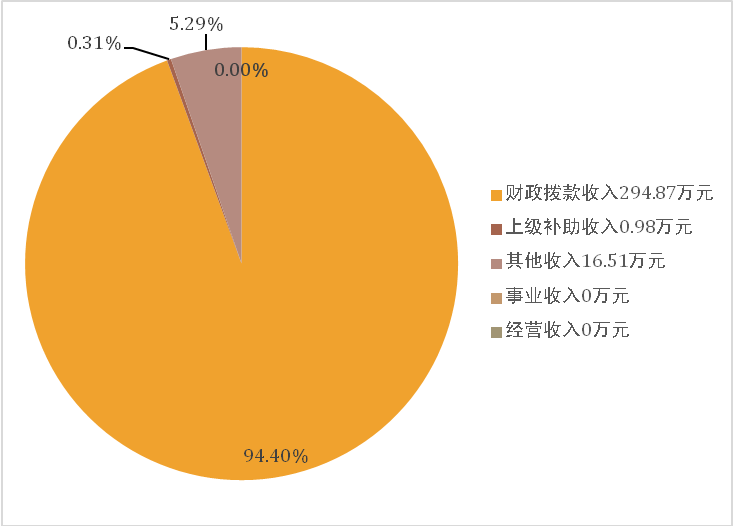 5.29%
0.31%
0.00%
财政拨款收入294.87万元
上级补助收入0.98万元
其他收入16.51万元
事业收入0万元
经营收入0万元
94.40%